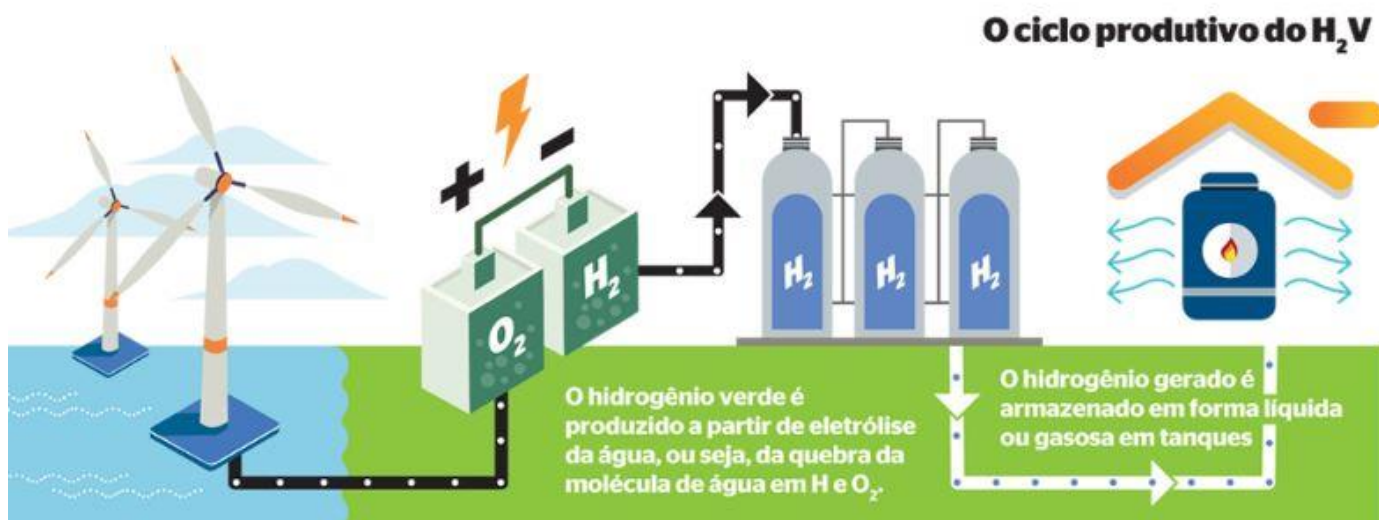 O ciclo produtivo do H₂V
+
-
O₂
H₂
H₂
H₂
H₂
O hidrogênio verde é
produzido a partir de eletrólise
da água, ou seja, da quebra da
molécula de água em H e O₂.
O hidrogênio gerado é
armazenado em forma líquida
ou gasosa em tanques